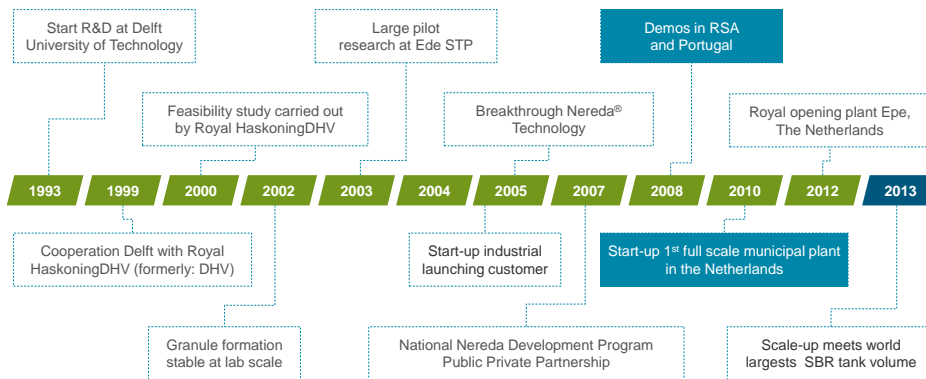 Start R&D at Delft
University of Technology
Large pilot
research at Ede STP
Demos in RSA
and Portugal
Feasibility study carried out
by Royal HaskoningDHV
Breakthrough Nereda®
Technology
Royal opening plant Epe,
The Netherlands
1993 1999 2000 2002 2003 2004 2005 2007 2008 2010 2012 2013
Cooperation Delft with Royal
HaskoningDHV (formerly: DHV)
Start-up industrial
launching customer
Start-up 1st full scale municipal plant
in the Netherlands
Granule formation
stable at lab scale
National Nereda Development Program
Public Private Partnership
Scale-up meets world
largests SBR tank volume